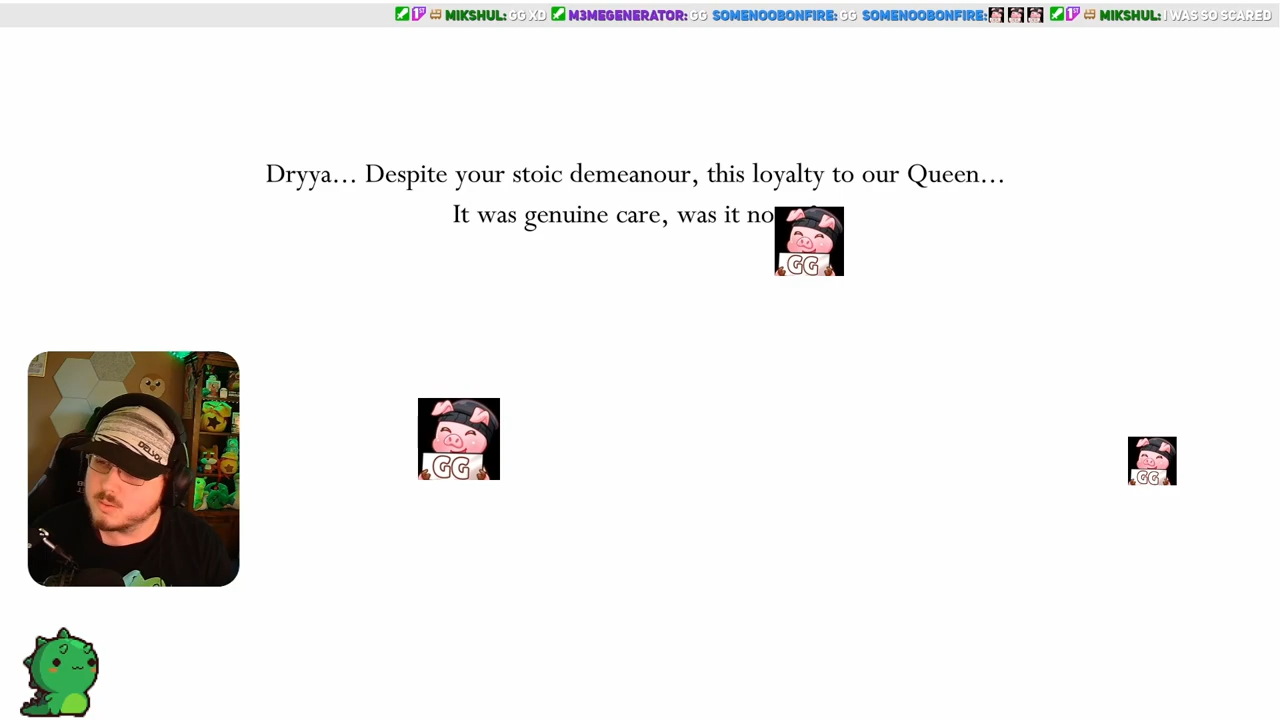 MIKSHUL: GG XD M3MEGENERATOR: GG SOMENOOBONFIRE: GG SOMENOOBONFIRE: MIKSHUL: I WAS SO SCARED
Dryya... Despite your stoic demeanour, this loyalty to our Queen...
It was genuine care, was it no
GG
GG
GG